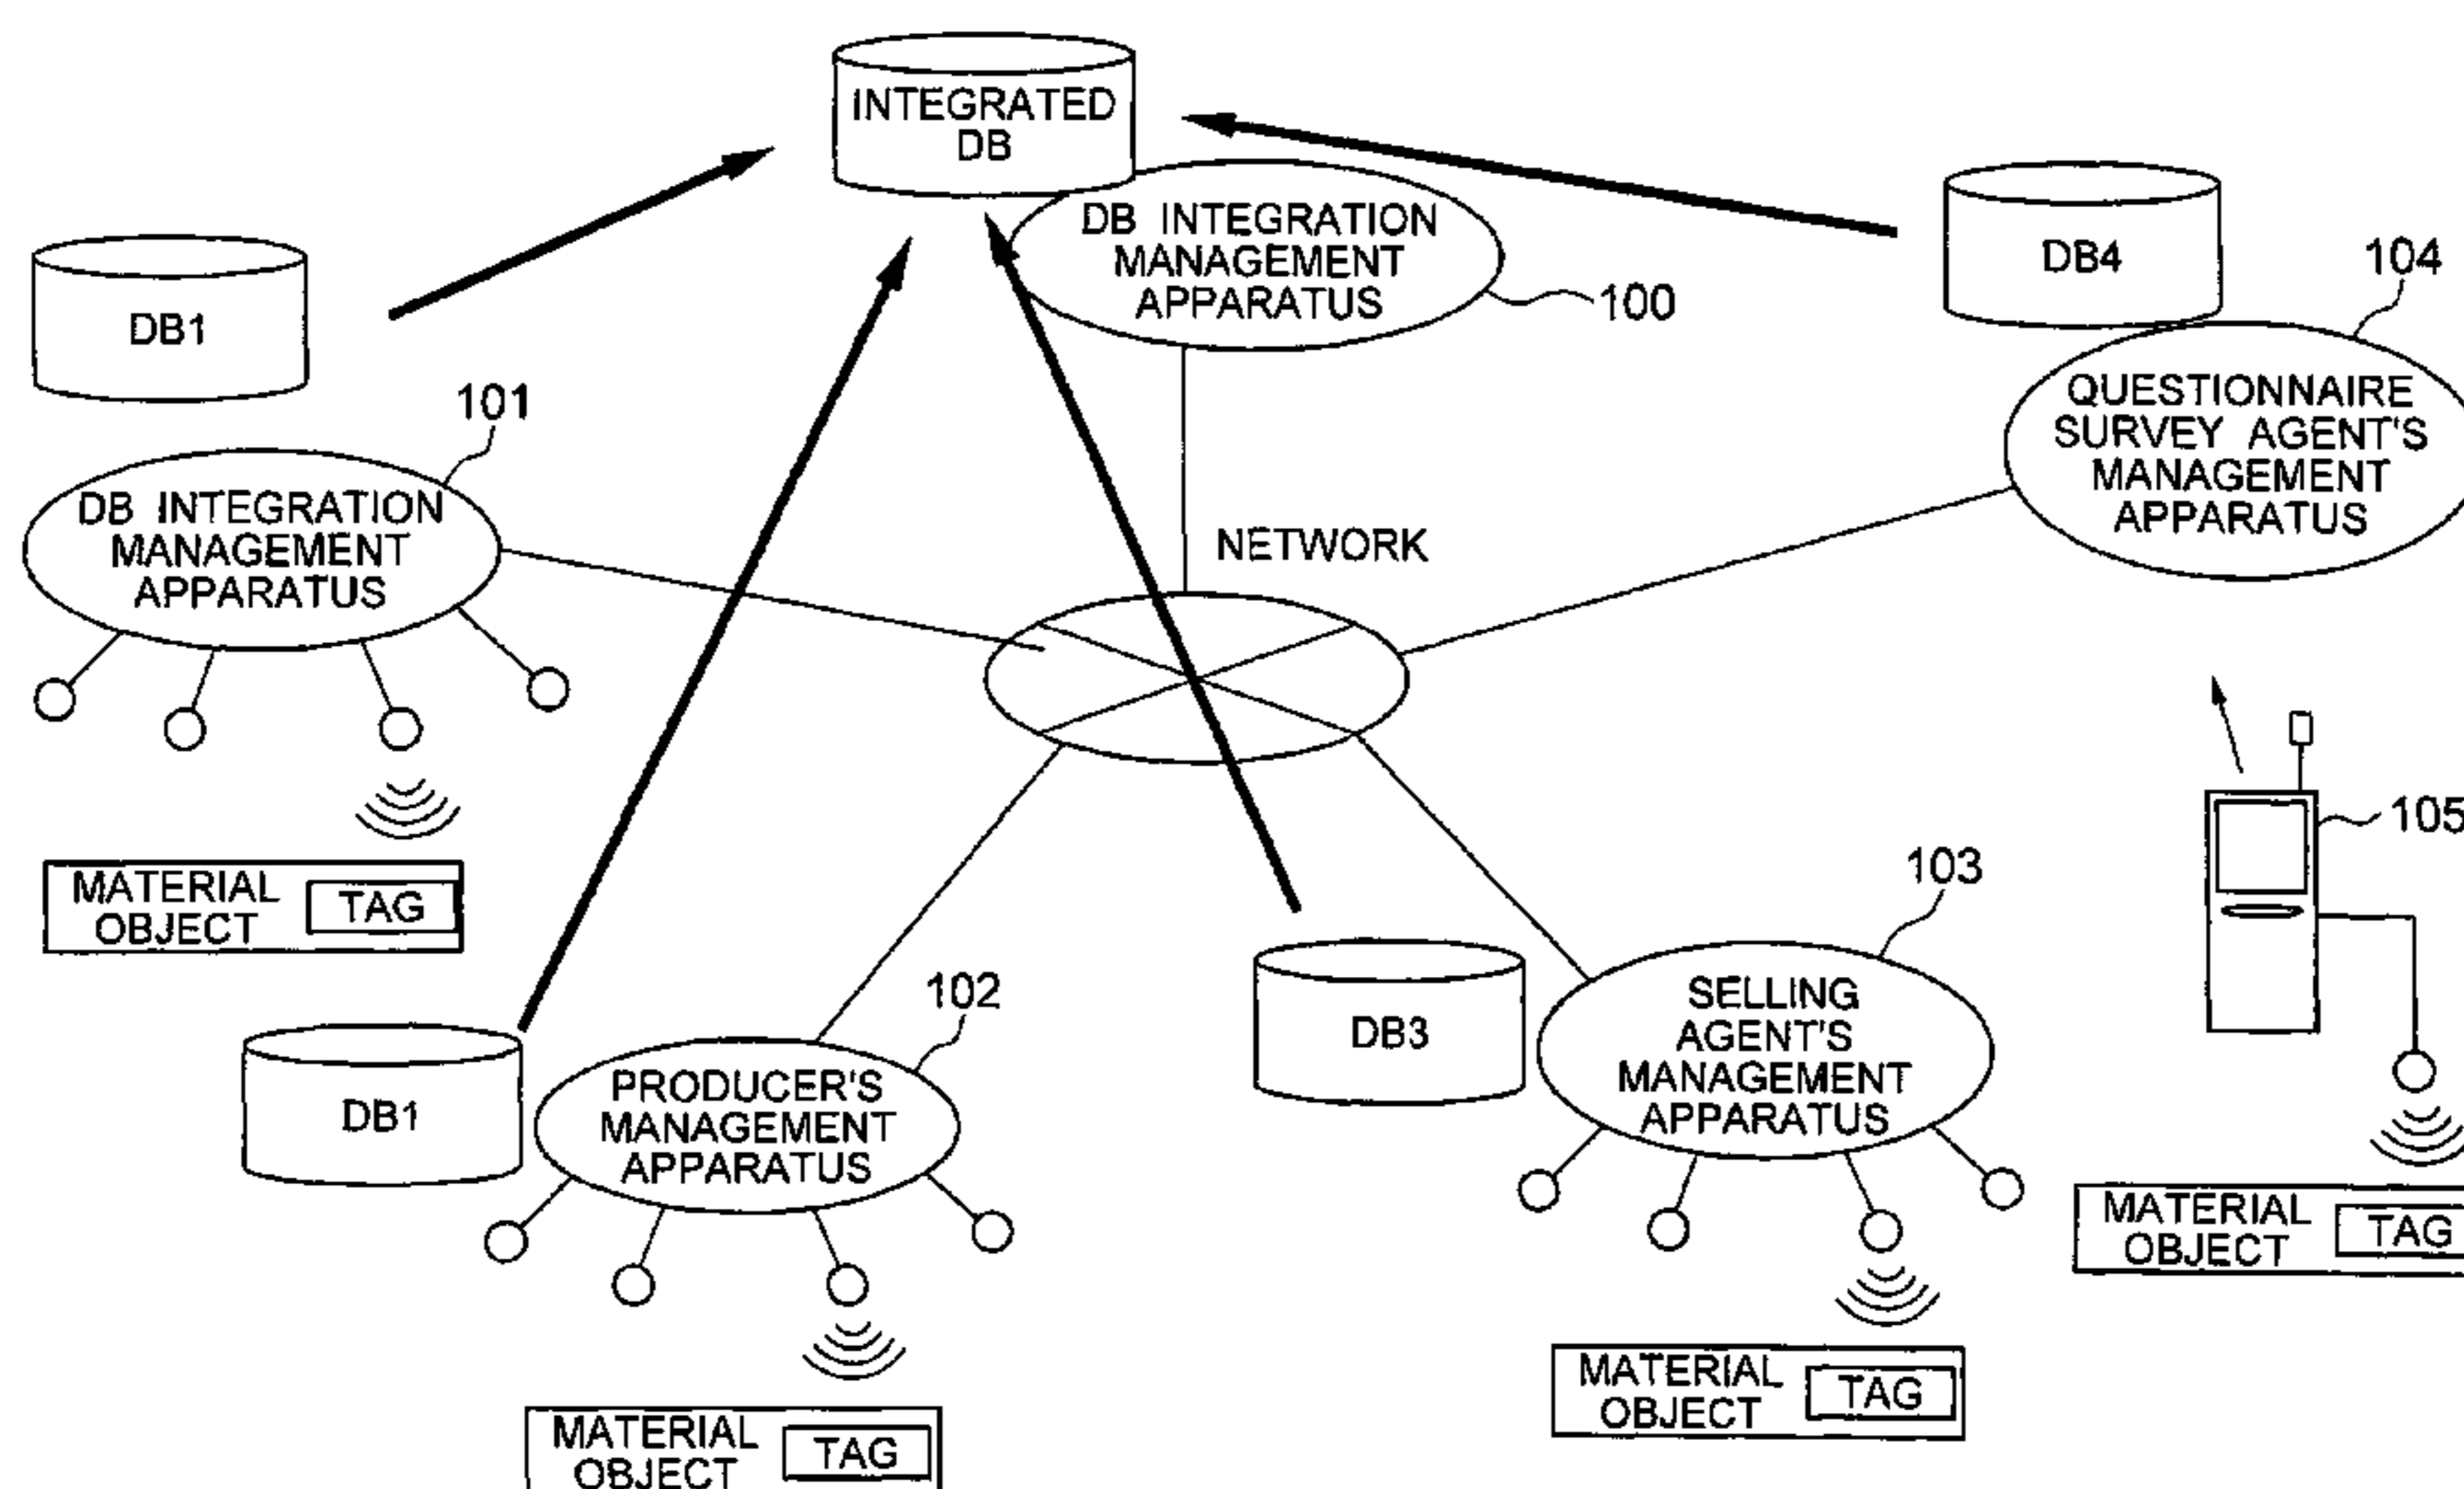 INTEGRATED
DB
DB INTEGRATION
MANAGEMENT
APPARATUS
100
DB4
104
QUESTIONNAIRE
SURVEY AGENT'S
MANAGEMENT
APPARATUS
DB1
101
DB INTEGRATION
MANAGEMENT
APPARATUS
NETWORK
MATERIAL
OBJECT
TAG
105
DB1
102
PRODUCER'S
MANAGEMENT
APPARATUS
MATERIAL
OBJECT
TAG
DB3
103
SELLING
AGENT'S
MANAGEMENT
APPARATUS
MATERIAL
OBJECT
TAG
MATERIAL
OBJECT
TAG